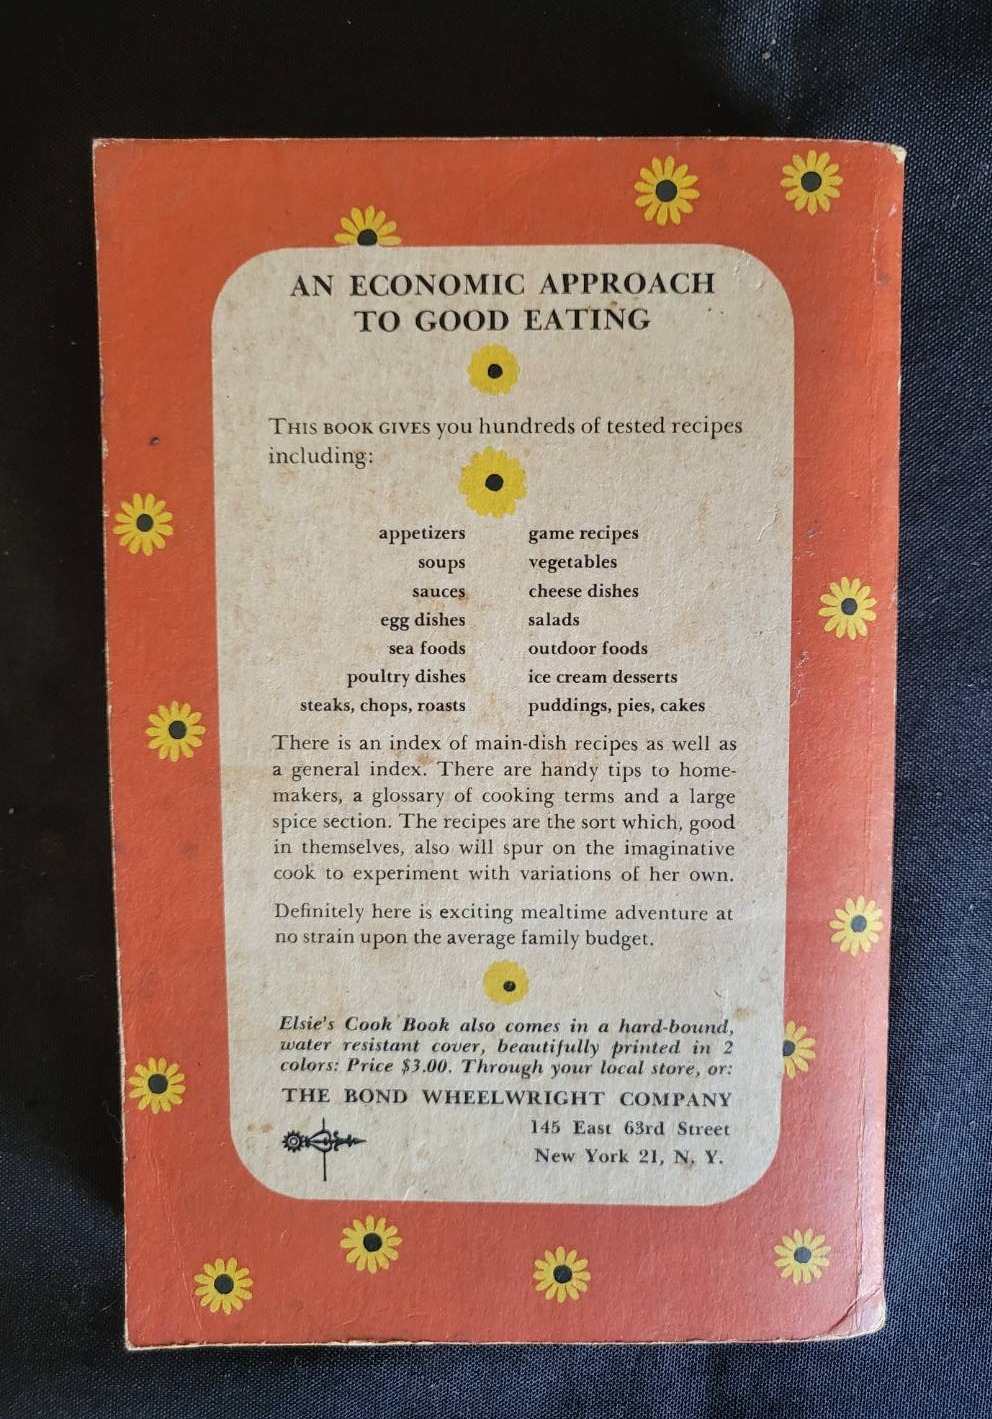 AN ECONOMIC APPROACH
TO GOOD EATING
THIS BOOK GIVES you hundreds of tested recipes
including:
appetizers
soups
sauces
egg dishes
sea foods
poultry dishes
steaks, chops, roasts
game recipes
vegetables
cheese dishes
salads
outdoor foods
ice cream desserts
puddings, pies, cakes
There is an index of main-dish recipes as well as
a general index. There are handy tips to home-
makers, a glossary of cooking terms and a large
spice section. The recipes are the sort which, good
in themselves, also will spur on the imaginative
cook to experiment with variations of her own.
Definitely here is exciting mealtime adventure at
no strain upon the average family budget.
Elsie's Cook Book also comes in a hard-bound,
water resistant cover, beautifully printed in 2
colors: Price $3.00. Through your local store, or:
THE BOND WHEELWRIGHT COMPANY
145 East 63rd Street
New York 21, N. Y.